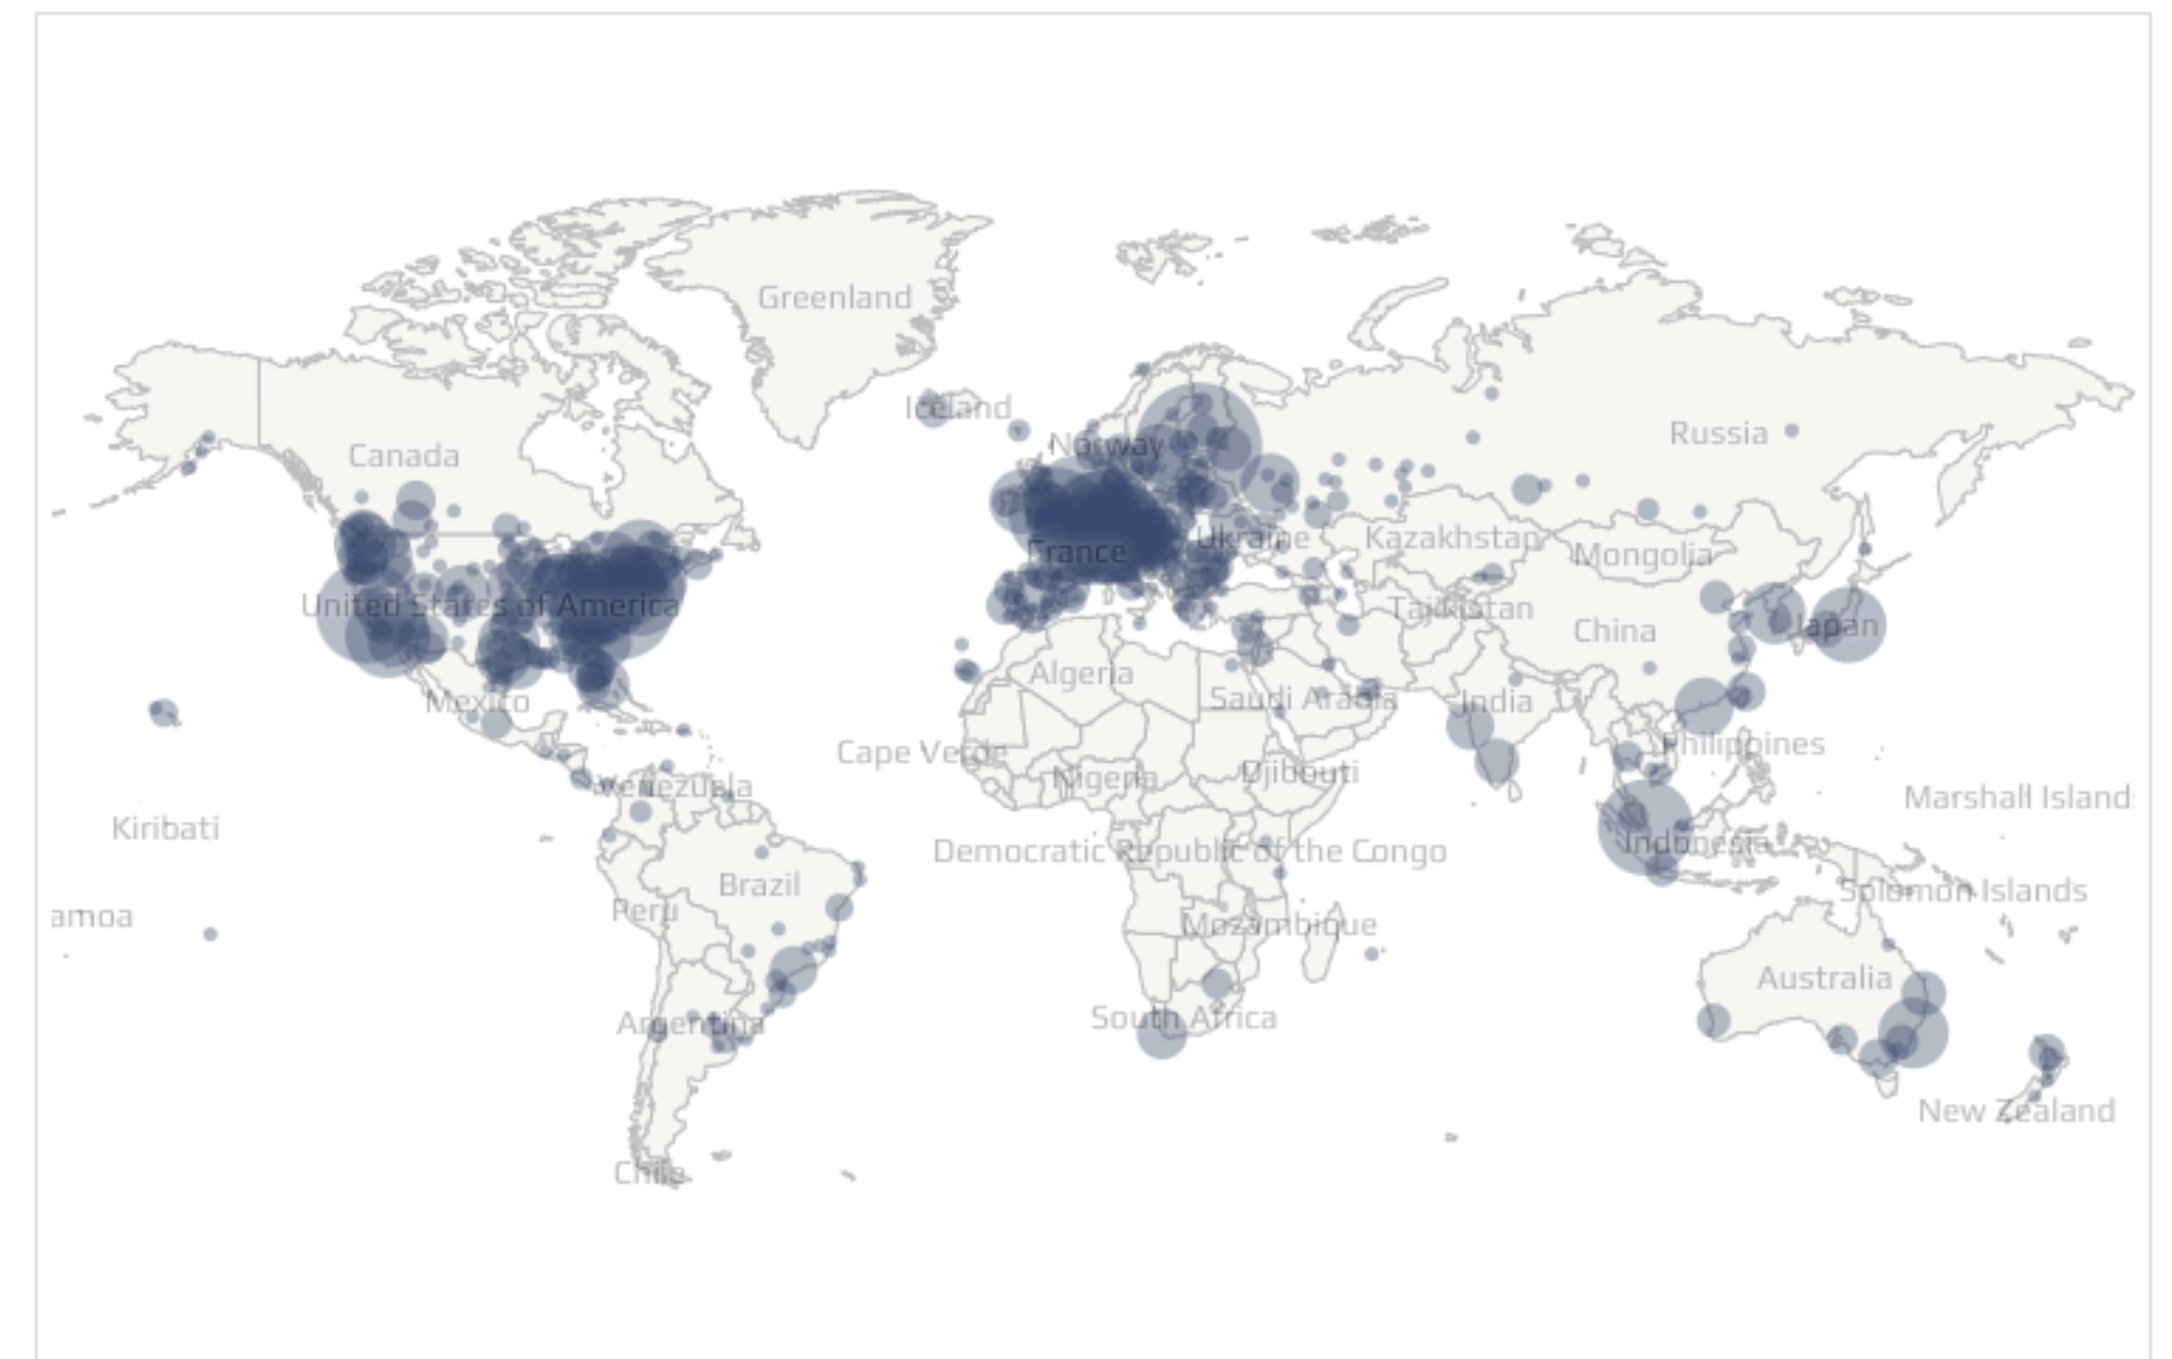 Greenland
Iceland
Norway
Russia
Canada
Ukraine
Kazakhstan
Mongolia
France
United States of America
Tajikistan
China
Japan
Algeria
Mexico
Saudi Arabia
India
Cape Verde
Philippines
Nigeria
Djibouti
Venezuela
Marshall Island
Kiribati
Democratic Republic of the Congo
Indonesia
Brazil
Solomon Islands
Peru
amoa
Mozambique
Australia
South Africa
Argentina
New Zealand
Chile